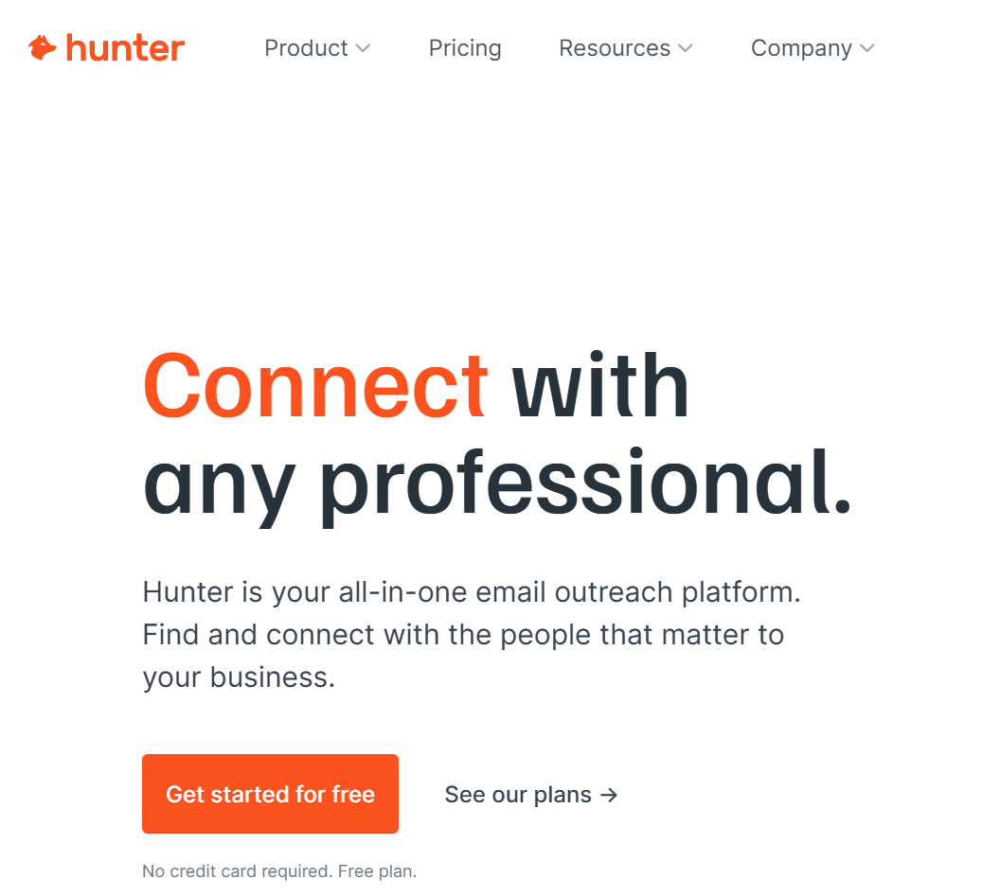 hunter
Product
Pricing
Resources
Company
Connect with
any professional.
Hunter is your all-in-one email outreach platform.
Find and connect with the people that matter to
your business.
Get started for free
See our plans →
No credit card required. Free plan.